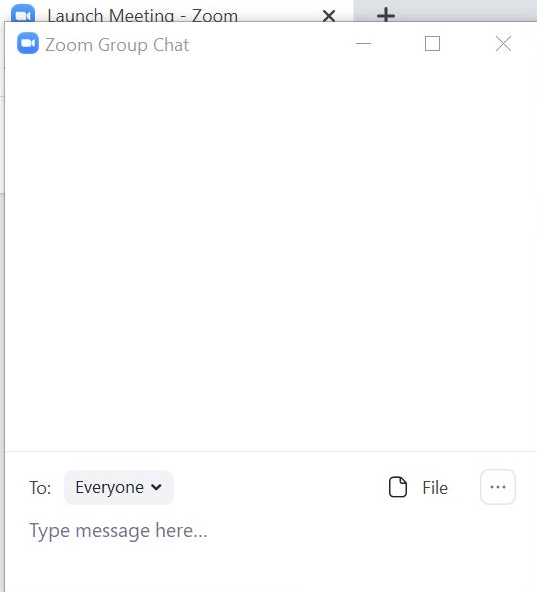 Launch Meeting - Zoom
Zoom Group Chat
To: Everyone File
Type message here...